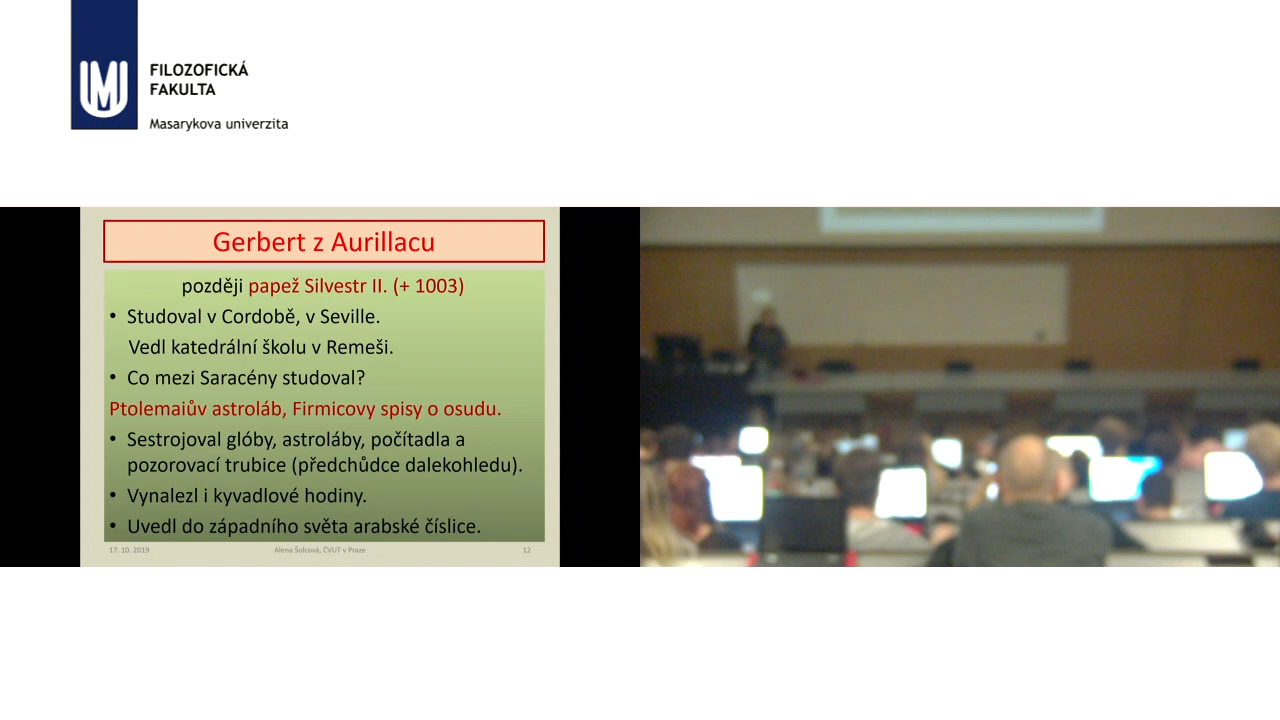 FILOZOFICKÁ
FAKULTA
Masarykova univerzita
Gerbert z Aurillacu
později papež Silvestr II. (+ 1003)
• Studoval v Cordobě, v Seville.
Vedl katedrální školu v Remeši.
• Co mezi Saracény studoval?
Ptolemaiův astroláb, Firmicovy spisy o osudu.
• Sestrojoval glóby, astroláby, počítadla a
pozorovací trubice (předchůdce dalekohledu).
• Vynalezl i kyvadlové hodiny.
• Uvedl do západního světa arabské číslice.
17. 10. 2019 Alena Šolcová, ČVUT v Praze 12